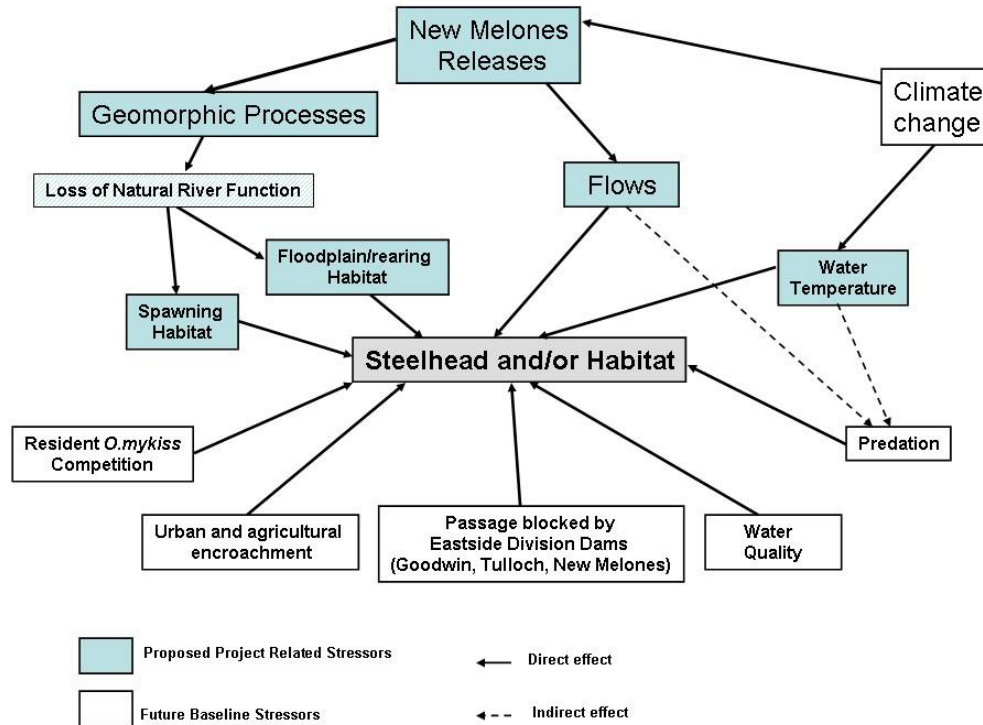 New Melones
Releases
Climate
change
Geomorphic Processes
Flows
Loss of Natural River Function
Floodplain/rearing
Habitat
Water
Temperature
Spawning
Habitat
Steelhead and/or Habitat
Resident O.mykiss
Competition
Predation
Urban and agricultural
encroachment
Passage blocked by
Eastside Division Dams
(Goodwin, Tulloch, New Melones)
Water
Quality
Proposed Project Related Stressors
Direct effect
Future Baseline Stressors
Indirect effect